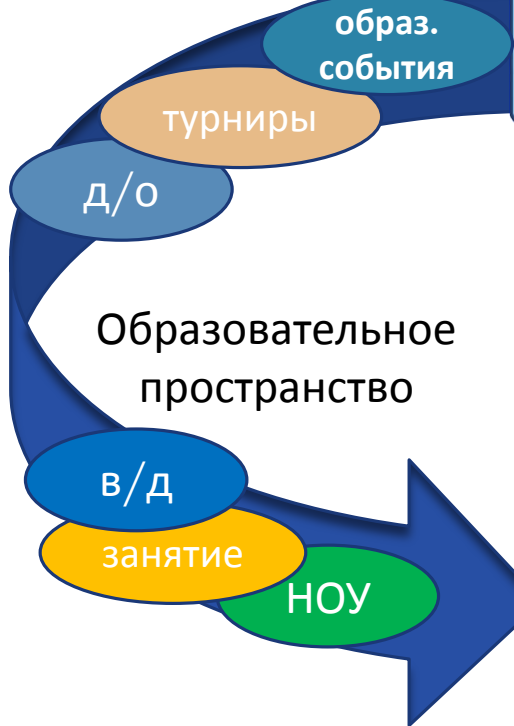 образ.
события
турниры
д/о
Образовательное
пространство
в/д
занятие
НОУ